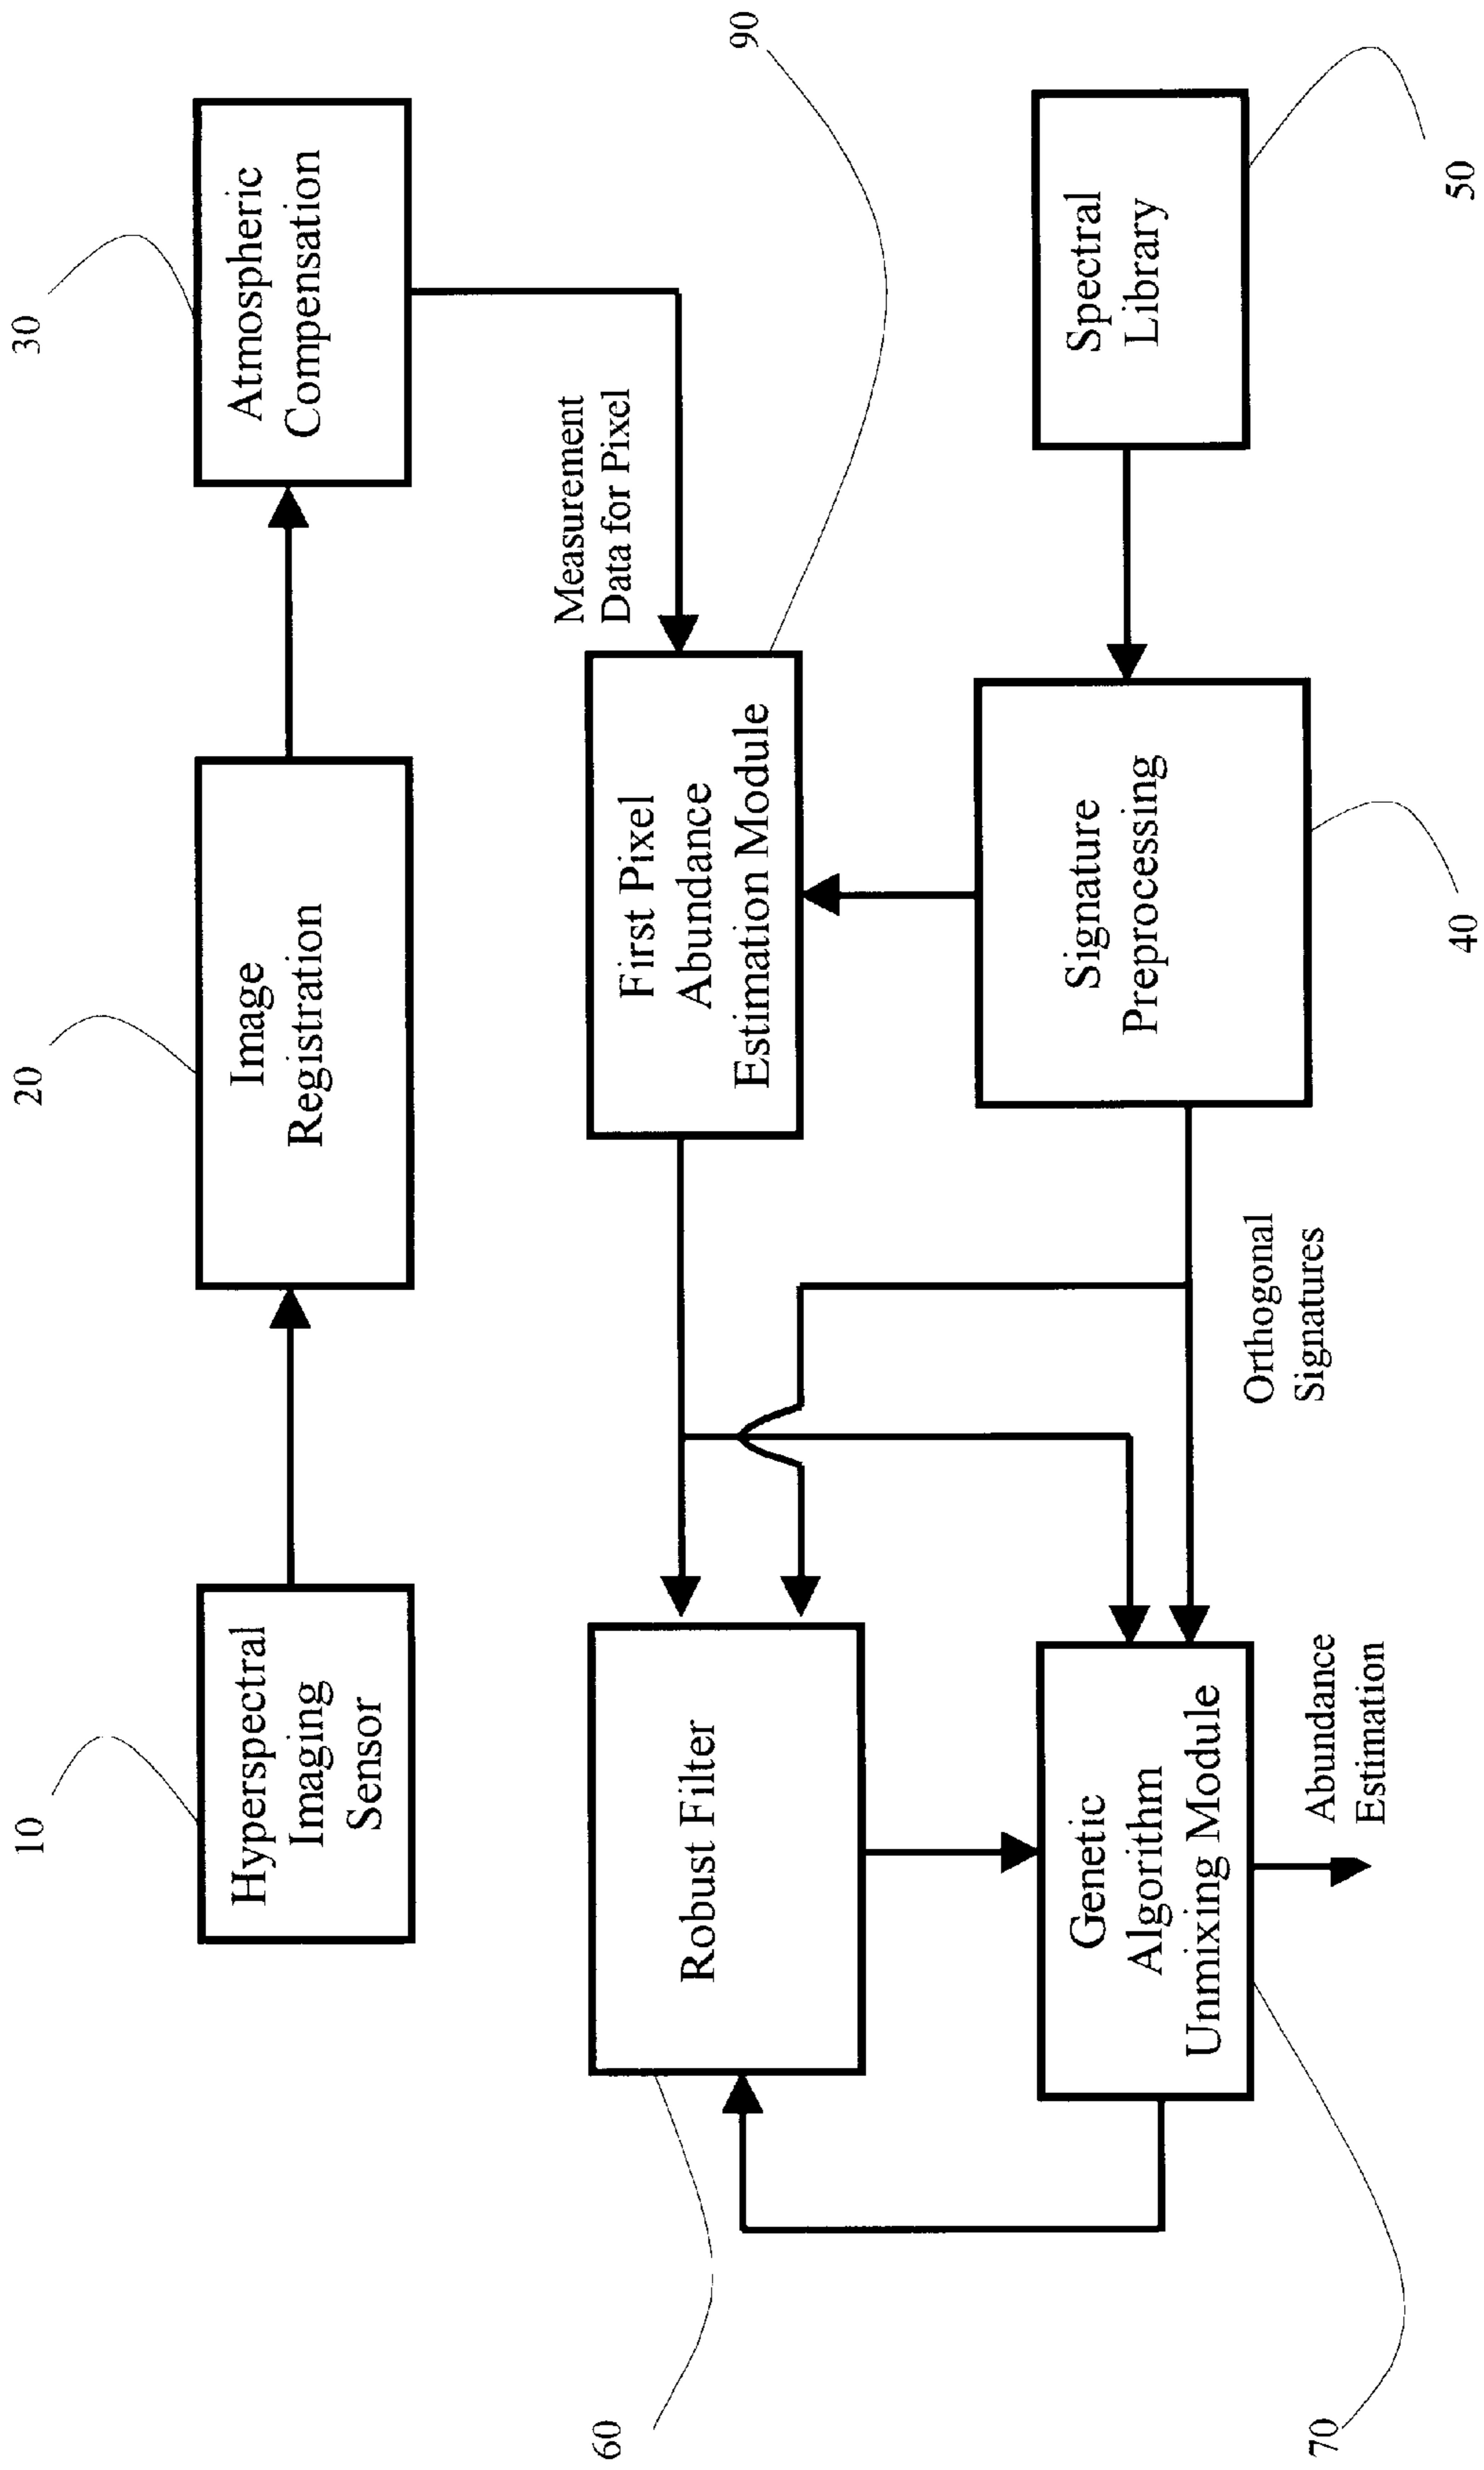 10
Hyperspectral
Imaging
Sensor
20
Image
Registration
30
Atmospheric
Compensation
Measurement
Data for Pixel
90
First Pixel
Abundance
Estimation Module
60
Robust Filter
Genetic
Algorithm
Unmixing Module
70
Abundance
Estimation
Orthogonal
Signatures
Signature
Preprocessing
40
Spectral
Library
50